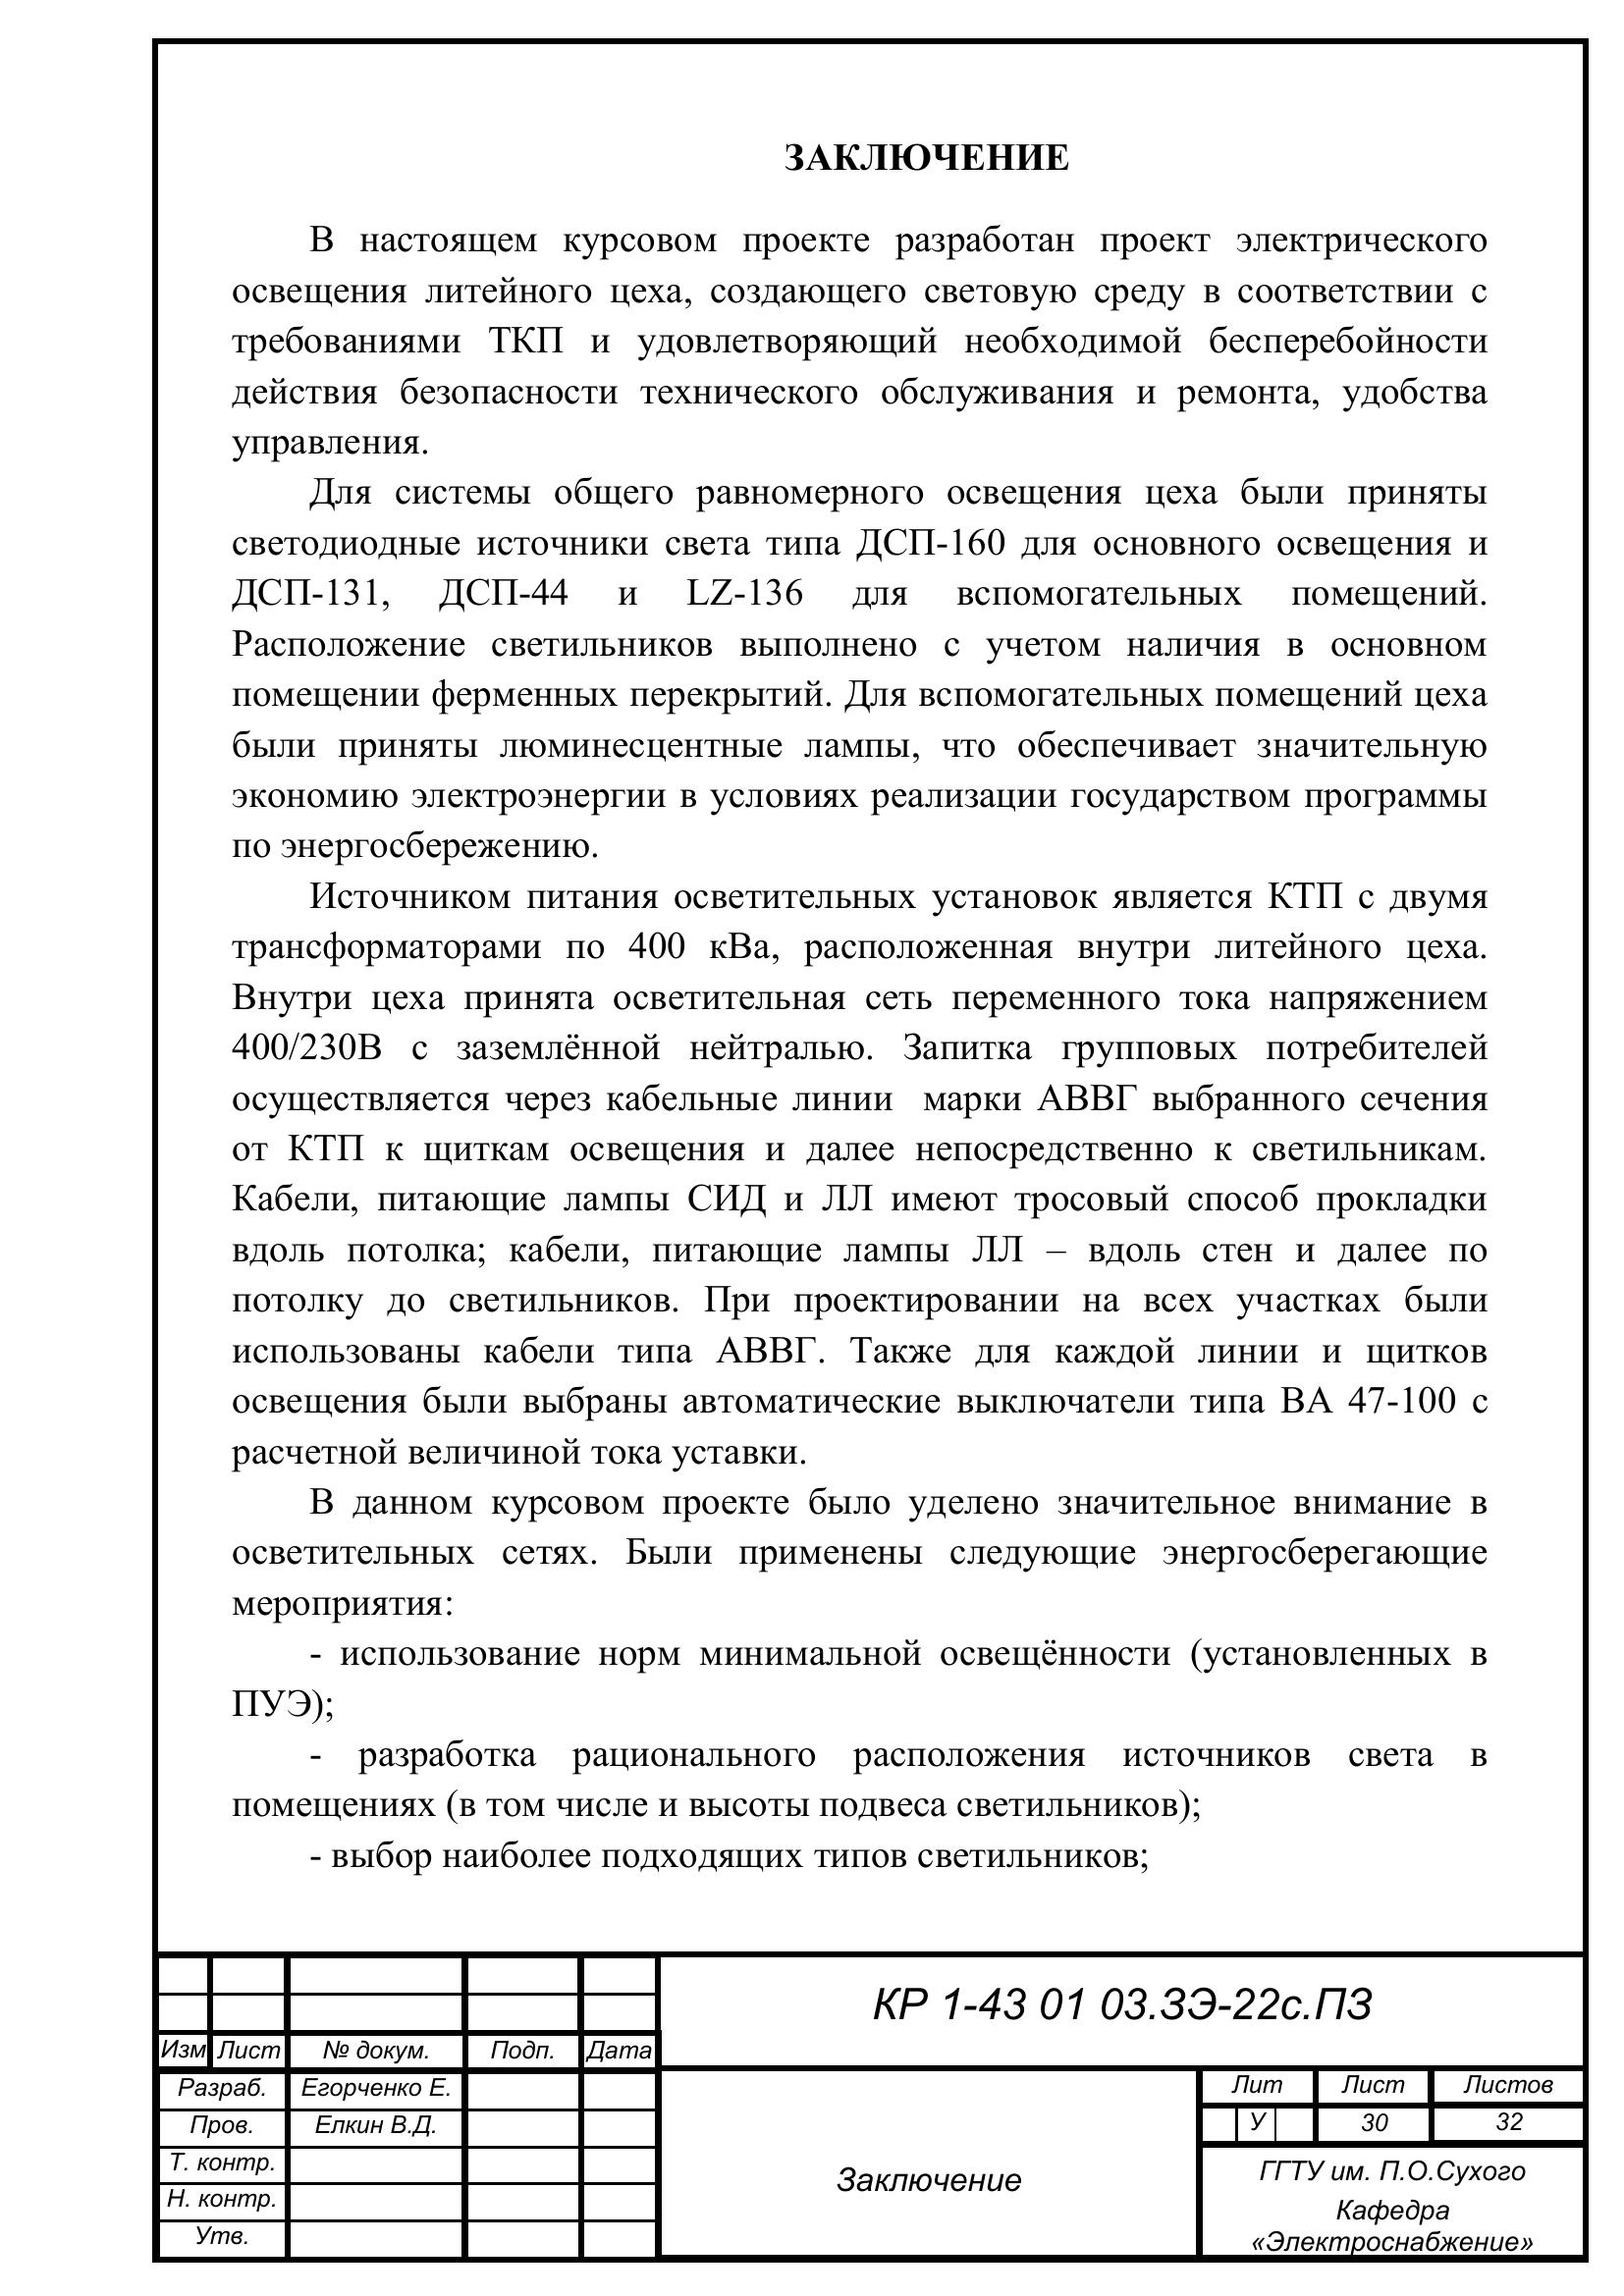 ЗАКЛЮЧЕНИЕ
В настоящем курсовом проекте разработан проект электрического
освещения литейного цеха, создающего световую среду в соответствии с
требованиями ТКП и удовлетворяющий необходимой бесперебойности
действия безопасности технического обслуживания и ремонта, удобства
управления.
Для системы общего равномерного освещения цеха были приняты
светодиодные источники света типа ДСП-160 для основного освещения и
ДСП-131, ДСП-44 и LZ-136 для вспомогательных помещений.
Расположение светильников выполнено с учетом наличия в основном
помещении ферменных перекрытий. Для вспомогательных помещений цеха
были приняты люминесцентные лампы, что обеспечивает значительную
экономию электроэнергии в условиях реализации государством программы
по энергосбережению.
Источником питания осветительных установок является КТП с двумя
трансформаторами по 400 кВа, расположенная внутри литейного цеха.
Внутри цеха принята осветительная сеть переменного тока напряжением
400/230В с заземлённой нейтралью. Запитка групповых потребителей
осуществляется через кабельные линии  марки АВВГ выбранного сечения
от КТП к щиткам освещения и далее непосредственно к светильникам.
Кабели, питающие лампы СИД и ЛЛ имеют тросовый способ прокладки
вдоль потолка; кабели, питающие лампы ЛЛ – вдоль стен и далее по
потолку до светильников. При проектировании на всех участках были
использованы кабели типа АВВГ. Также для каждой линии и щитков
освещения были выбраны автоматические выключатели типа ВА 47-100 с
расчетной величиной тока уставки.
В данном курсовом проекте было уделено значительное внимание в
осветительных сетях. Были применены следующие энергосберегающие
мероприятия:
- использование норм минимальной освещённости (установленных в
ПУЭ);
- разработка рационального расположения источников света в
помещениях (в том числе и высоты подвеса светильников);
- выбор наиболее подходящих типов светильников;
КР 1-43 01 03.ЗЭ-22с.ПЗ
Изм Лист № докум. Подп. Дата
Разраб. Егорченко Е.
Пров. Елкин В.Д.
Т. контр.
Н. контр.
Утв.
Заключение
Лит Лист Листов
У 30 32
ГГТУ им. П.О.Сухого
Кафедра
«Электроснабжение»